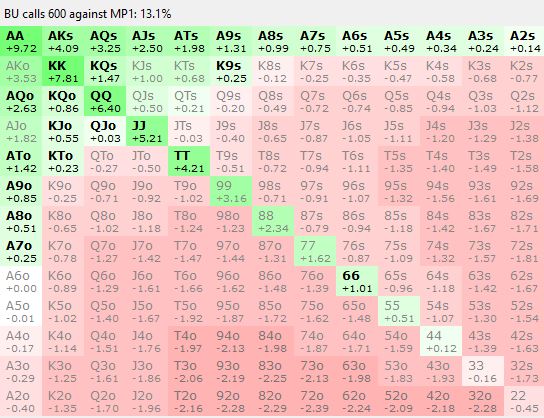 BU calls 600 against MP1: 13.1%
AA AKs AQs AJs ATs A9s A8s A7s A6s A5s A4s A3s A2s
+9.72 +4.09 +3.25 +2.50 +1.98 +1.31 +0.99 +0.75 +0.51 +0.49 +0.34 +0.24 +0.14
AKo KK KQs KJs KTs K9s K8s K7s K6s K5s K4s K3s K2s
+3.53 +7.81 +1.47 +1.00 +0.68 +0.25 -0.12 -0.25 -0.35 -0.47 -0.58 -0.68 -0.77
AQo KQo QQ QJs QTs Q9s Q8s Q7s Q6s Q5s Q4s Q3s Q2s
+2.63 +0.86 +6.40 +0.50 +0.21 -0.20 -0.49 -0.72 -0.74 -0.85 -0.94 -1.03 -1.12
AJo KJo QJo JJ JTs J9s J8s J7s J6s J5s J4s J3s J2s
+1.82 +0.55 +0.03 +5.21 -0.03 -0.40 -0.65 -0.87 -1.05 -1.11 -1.20 -1.29 -1.38
ATo KTo QTo JTo TT T9s T8s T7s T6s T5s T4s T3s T2s
+1.42 +0.23 -0.27 -0.50 +4.21 -0.51 -0.72 -0.94 -1.11 -1.35 -1.40 -1.49 -1.58
A9o K9o Q9o J9o T9o 99 98s 97s 96s 95s 94s 93s 92s
+0.85 -0.25 -0.71 -0.92 -1.02 +3.16 -0.71 -0.91 -1.07 -1.32 -1.56 -1.61 -1.69
A8o K8o Q8o J8o T8o 98o 88 87s 86s 85s 84s 83s 82s
+0.51 -0.65 -1.02 -1.18 -1.24 -1.23 +2.34 -0.79 -0.94 -1.18 -1.42 -1.67 -1.71
A7o K7o Q7o J7o T7o 97o 87o 77 76s 75s 74s 73s 72s
+0.25 -0.78 -1.27 -1.42 -1.47 -1.44 -1.31 +1.62 -0.87 -1.09 -1.32 -1.57 -1.81
A6o K6o Q6o J6o T6o 96o 86o 76o 66 65s 64s 63s 62s
+0.00 -0.89 -1.29 -1.61 -1.66 -1.62 -1.48 -1.39 +1.01 -0.96 -1.18 -1.42 -1.67
A5o K5o Q5o J5o T5o 95o 85o 75o 65o 55 54s 53s 52s
-0.01 -1.02 -1.40 -1.67 -1.92 -1.87 -1.72 -1.62 -1.48 +0.51 -1.07 -1.30 -1.54
A4o K4o Q4o J4o T4o 94o 84o 74o 64o 54o 44 43s 42s
-0.17 -1.14 -1.51 -1.76 -1.97 -2.13 -1.98 -1.87 -1.71 -1.59 +0.12 -1.39 -1.63
A3o K3o Q3o J3o T3o 93o 83o 73o 63o 53o 43o 33 32s
-0.29 -1.25 -1.61 -1.86 -2.06 -2.19 -2.25 -2.13 -1.98 -1.83 -1.93 -0.16 -1.73
A2o K2o Q2o J2o T2o 92o 82o 72o 62o 52o 42o 32o 22
-0.40 -1.35 -1.70 -1.96 -2.16 -2.28 -2.29 -2.39 -2.24 -2.09 -2.18 -2.28 -0.45